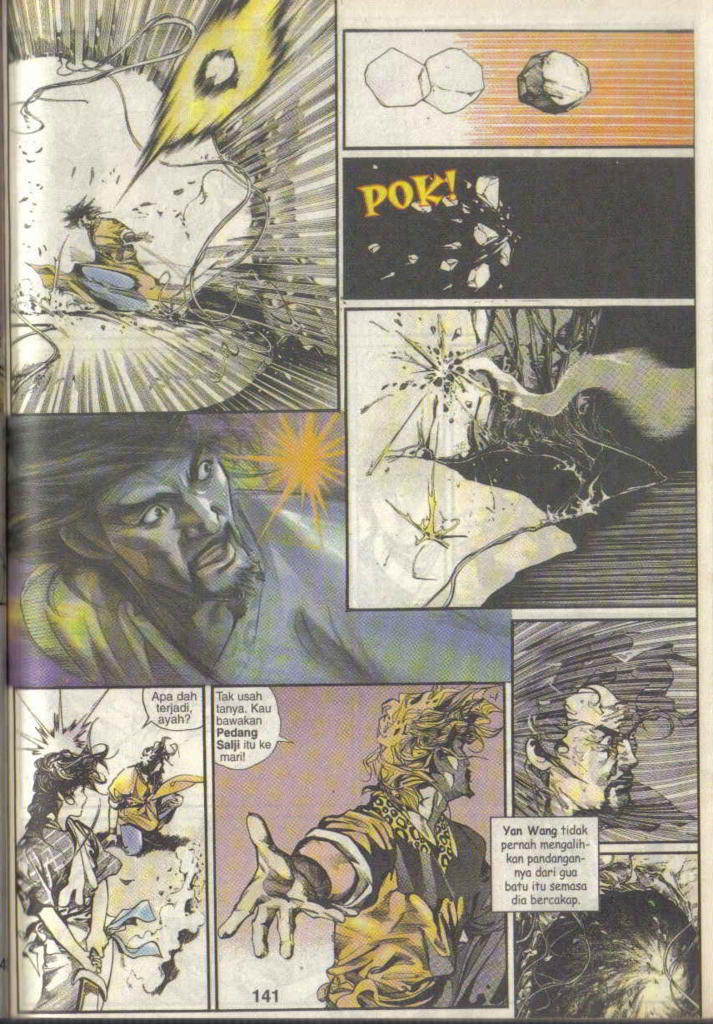 POK!
Apa dah
terjadi,
ayah?
Tak usah
tanya. Kau
bawakan
Pedang
Salji itu ke
mari!
Yan Wang tidak
pernah mengalih-
kan pandangan-
nya dari gua
batu itu semasa
dia bercakap.
141